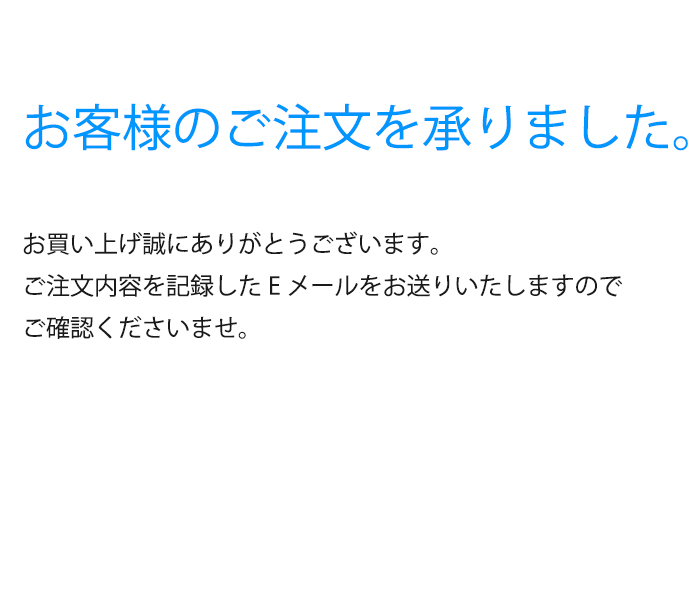 お客様のご注文を承りました。
お買い上げ誠にありがとうございます。
ご注文内容を記録したEメールをお送りいたしますので
ご確認くださいませ。